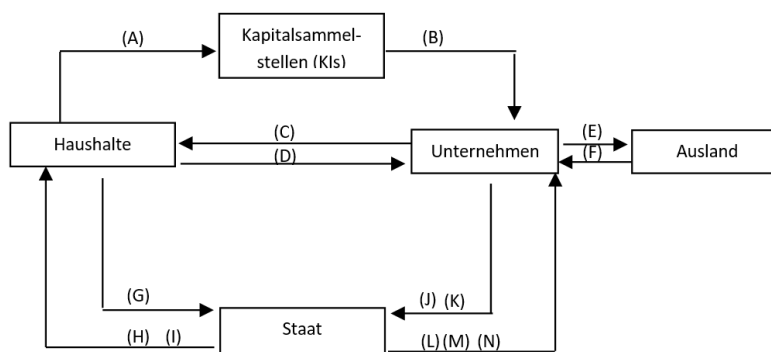 (A)
Kapitalsammel-
stellen (KIs)
(B)
Haushalte
(C)
(D)
Unternehmen
(E)
(F)
Ausland
(G)
(H) (I)
Staat
(J) (K)
(L) (M) (N)